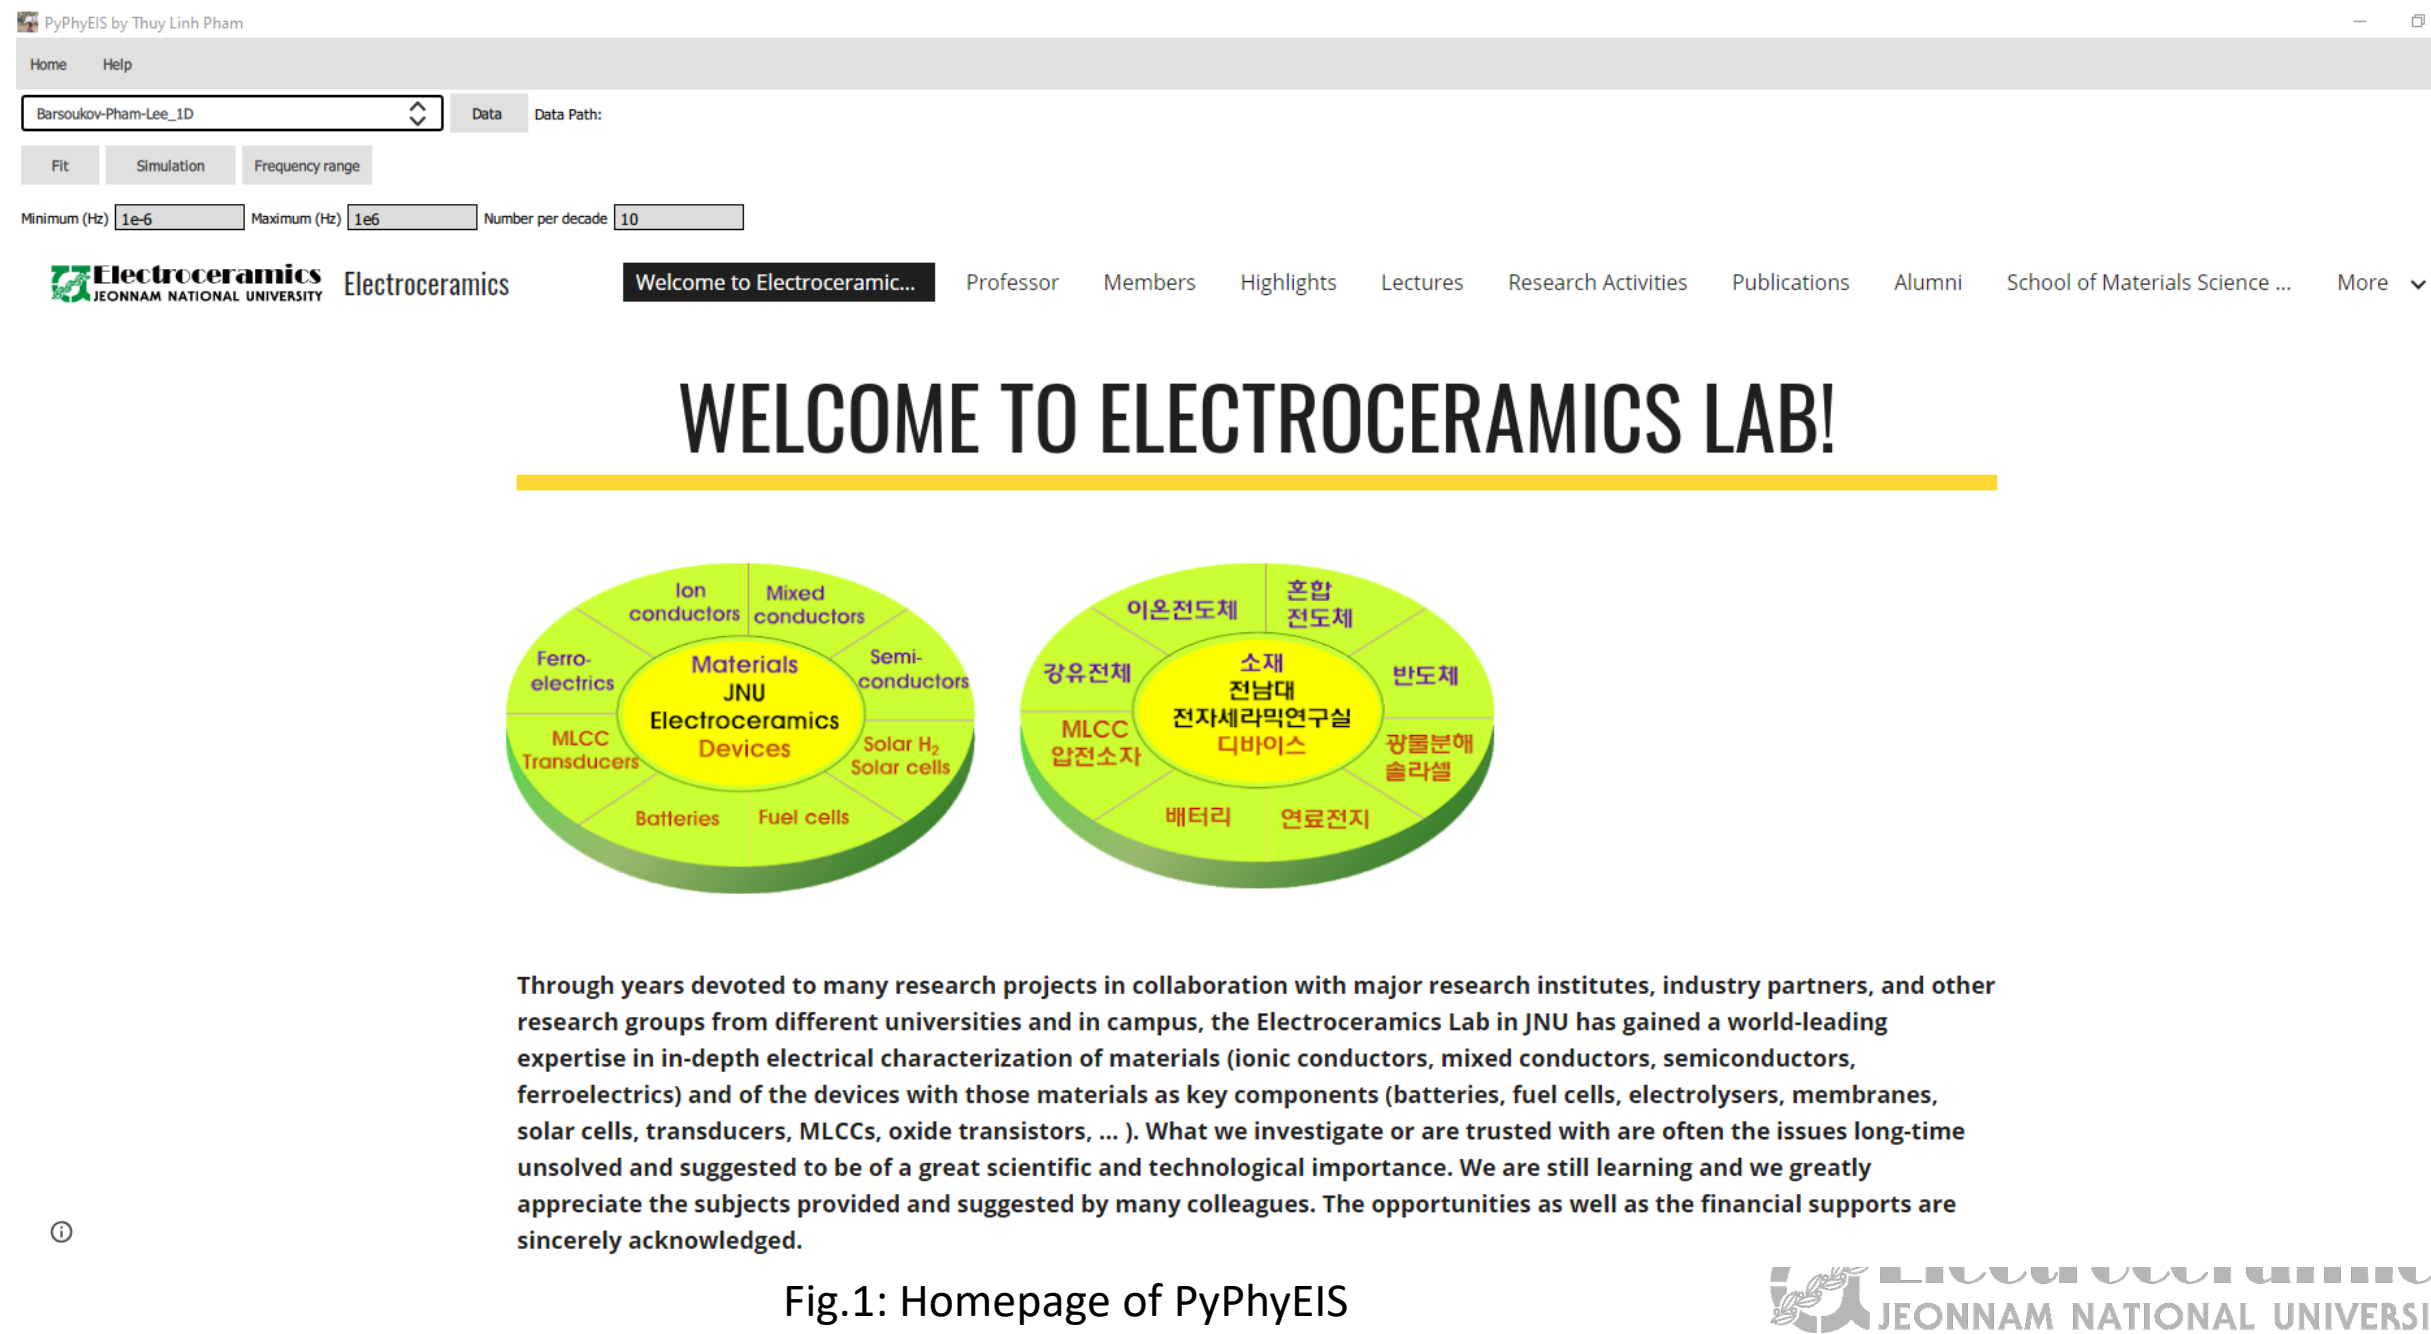 PyPhyEIS by Thuy Linh Pham
Home Help
Barsoukov-Pham-Lee_1D Data Data Path:
Fit Simulation Frequency range
Minimum (Hz) 1e-6 Maximum (Hz) 1e6 Number per decade 10
Electroceramics
JEONNAM NATIONAL UNIVERSITY
Electroceramics
Welcome to Electroceramic... Professor Members Highlights Lectures Research Activities Publications Alumni School of Materials Science ... More
WELCOME TO ELECTROCERAMICS LAB!
Ion
conductors
Mixed
conductors
Ferro-
electrics
Semi-
conductors
Materials
JNU
Electroceramics
Devices
MLCC
Transducers
Solar H₂
Solar cells
Batteries
Fuel cells
이온전도체
혼합
전도체
강유전체
반도체
소재
전남대
전자세라믹연구실
디바이스
MLCC
압전소자
광물분해
솔라셀
배터리
연료전지
Through years devoted to many research projects in collaboration with major research institutes, industry partners, and other
research groups from different universities and in campus, the Electroceramics Lab in JNU has gained a world-leading
expertise in in-depth electrical characterization of materials (ionic conductors, mixed conductors, semiconductors,
ferroelectrics) and of the devices with those materials as key components (batteries, fuel cells, electrolysers, membranes,
solar cells, transducers, MLCCs, oxide transistors, ... ). What we investigate or are trusted with are often the issues long-time
unsolved and suggested to be of a great scientific and technological importance. We are still learning and we greatly
appreciate the subjects provided and suggested by many colleagues. The opportunities as well as the financial supports are
sincerely acknowledged.
Fig.1: Homepage of PyPhyEIS
JEONNAM NATIONAL UNIVERSI